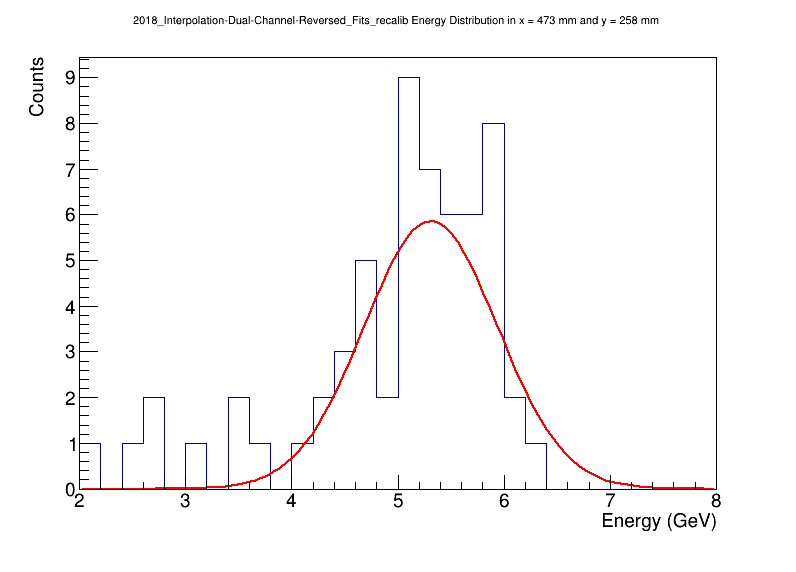 2018_Interpolation-Dual-Channel-Reversed_Fits_recalib Energy Distribution in x = 473 mm and y = 258 mm
Counts
9
8
7
6
5
4
3
2
1
0
2 3 4 5 6 7 8
Energy (GeV)